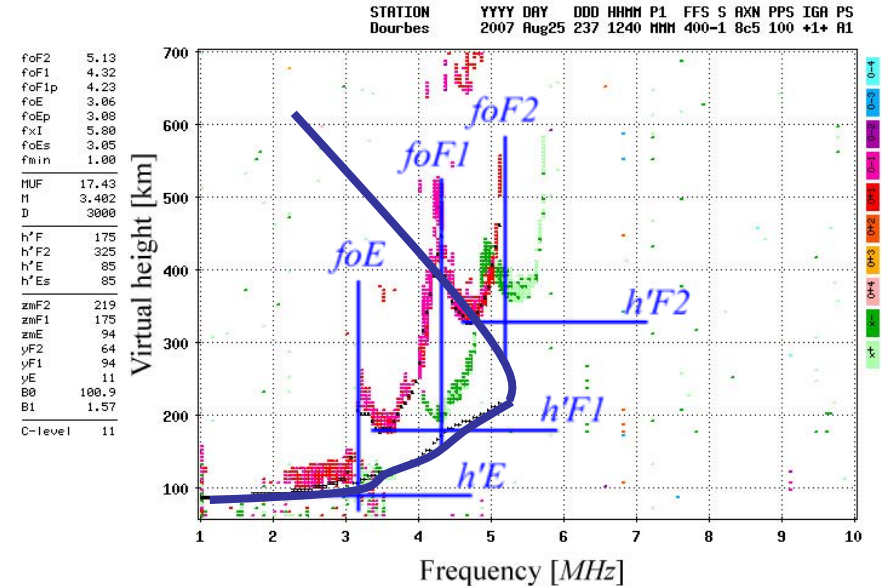 STATION YYYY DAY DDD HHMM P1 FFS S AXN PPS IGA PS
Dourbes 2007 Aug25 237 1240 MMM 400-1 8c5 100 +1+ A1
foF2 5.13
foF1 4.32
foF1p 4.23
foE 3.06
foEp 3.08
fxI 5.80
foEs 3.05
fmin 1.00
MUF 17.43
M 3.402
D 3000
h'F 175
h'F2 325
h'E 85
h'Es 85
zmF2 219
zmF1 175
zmE 94
yF2 64
yF1 94
yE 11
B0 100.9
B1 1.57
C-level 11
Virtual height [km]
700
600
500
400
300
200
100
foF2
foF1
foE
h'F2
h'F1
h'E
1 2 3 4 5 6 7 8 9 10
Frequency [MHz]